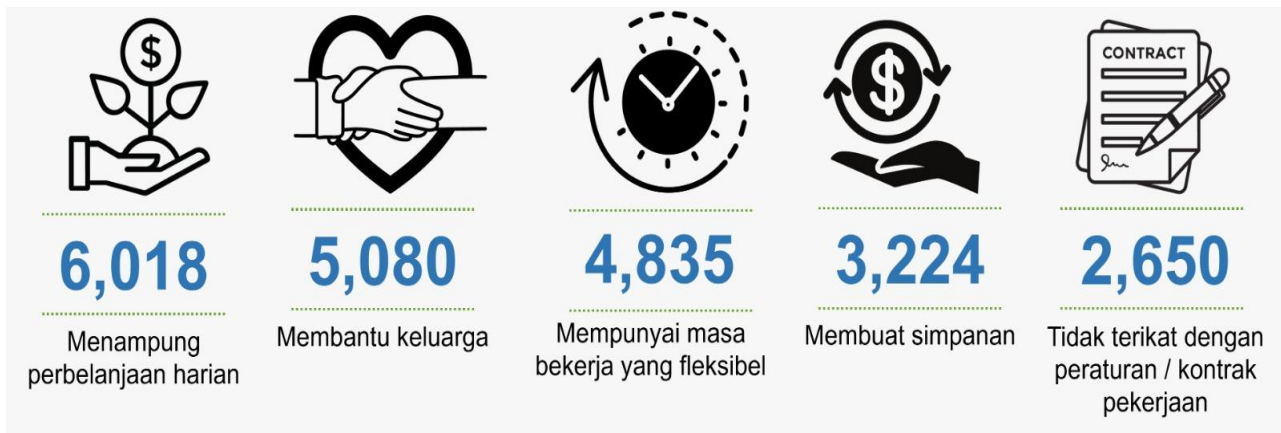 $
$
CONTRACT
6,018
5,080
4,835
3,224
2,650
Menampung
perbelanjaan harian
Membantu keluarga
Mempunyai masa
bekerja yang fleksibel
Membuat simpanan
Tidak terikat dengan
peraturan / kontrak
pekerjaan